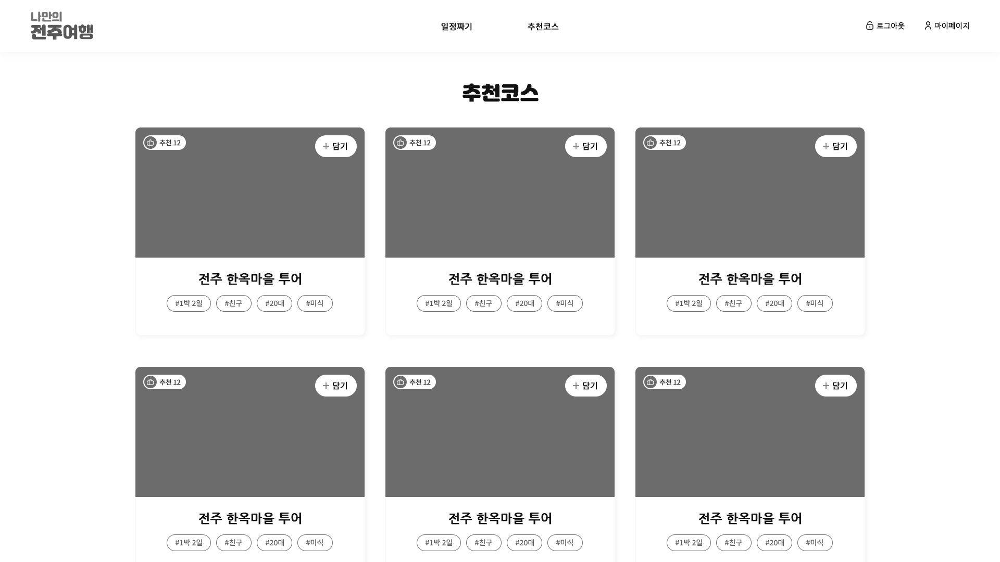 나만의
전주여행
일정짜기
추천코스
로그아웃
마이페이지
추천코스
추천 12
담기
추천 12
담기
추천 12
담기
전주 한옥마을 투어
전주 한옥마을 투어
전주 한옥마을 투어
#1박 2일 #친구 #20대 #미식
#1박 2일 #친구 #20대 #미식
#1박 2일 #친구 #20대 #미식
추천 12
담기
추천 12
담기
추천 12
담기
전주 한옥마을 투어
전주 한옥마을 투어
전주 한옥마을 투어
#1박 2일 #친구 #20대 #미식
#1박 2일 #친구 #20대 #미식
#1박 2일 #친구 #20대 #미식